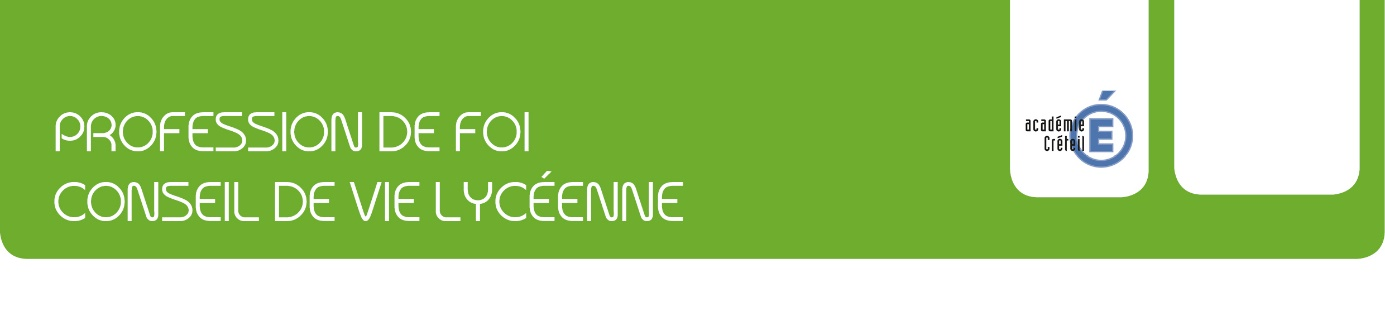 PROFESSION DE FOI
CONSEIL DE VIE LYCÉENNE
académie
Créteil
É